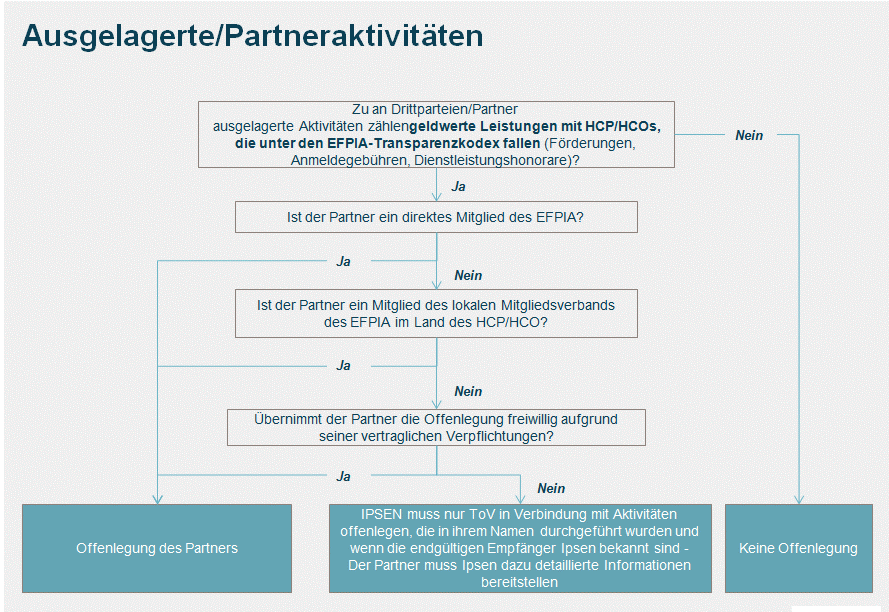 Ausgelagerte/Partneraktivitäten
Zu an Drittparteien/Partner
ausgelagerte Aktivitäten zählengeldwerte Leistungen mit HCP/HCOs,
die unter den EFPIA-Transparenzkodex fallen (Förderungen,
Anmeldegebühren, Dienstleistungshonorare)?
Nein
Ja
Ist der Partner ein direktes Mitglied des EFPIA?
Ja
Nein
Ist der Partner ein Mitglied des lokalen Mitgliedsverbands
des EFPIA im Land des HCP/HCO?
Ja
Nein
Übernimmt der Partner die Offenlegung freiwillig aufgrund
seiner vertraglichen Verpflichtungen?
Ja
Nein
Offenlegung des Partners
IPSEN muss nur ToV in Verbindung mit Aktivitäten
offenlegen, die in ihrem Namen durchgeführt wurden und
wenn die endgültigen Empfänger Ipsen bekannt sind -
Der Partner muss Ipsen dazu detaillierte Informationen
bereitstellen
Keine Offenlegung